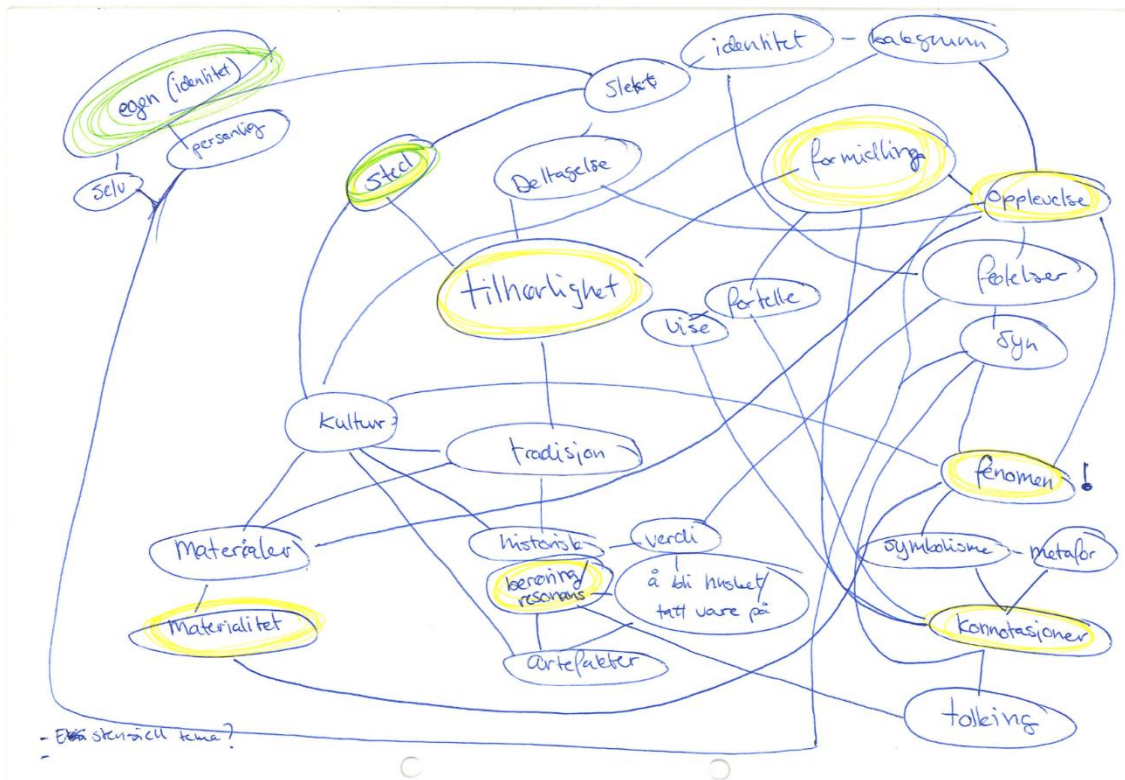 identitet - bakgrunn
egen (identitet)
Slekt
personlig
formidling
Sted
Deltagelse
Selv
Opplevelse
tilhørlighet
følelser
fortelle
vise
Syn
Kultur
tradisjon
fenomen !
Materialer
historisk
verdi
symbolisme - metafor
berøring/
resonans
å bli husket/
tatt vare på
Materialitet
konnotasjoner
artefakter
tolking
- Eksistensiell tema?
-